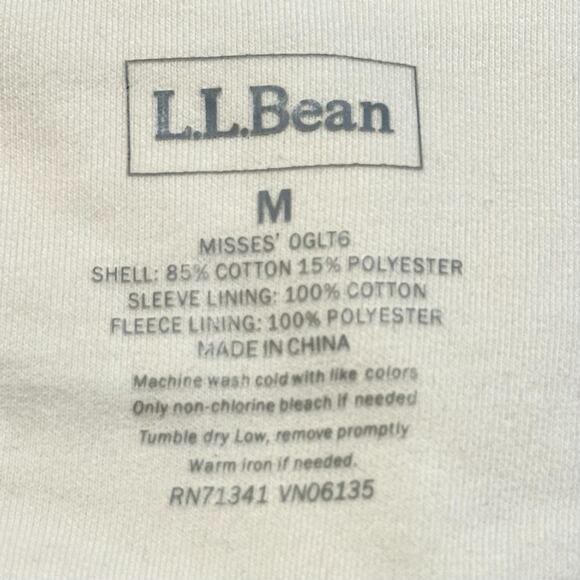 L.L.Bean
M
MISSES' 0GLT6
SHELL: 85% COTTON 15% POLYESTER
SLEEVE LINING: 100% COTTON
FLEECE LINING: 100% POLYESTER
MADE IN CHINA
Machine wash cold with like colors
Only non-chlorine bleach if needed
Tumble dry Low, remove promptly
Warm iron if needed.
RN71341 VN06135